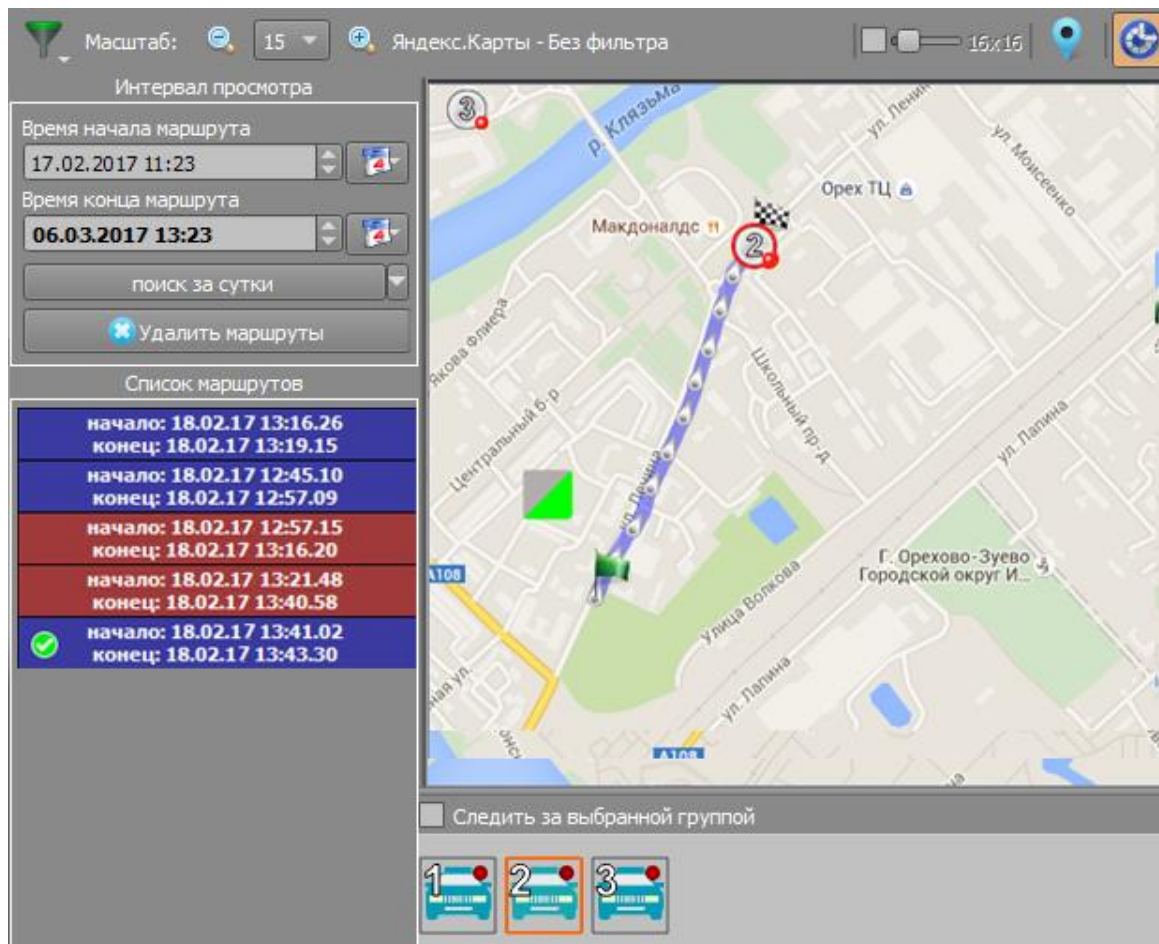 Масштаб: 15 Яндекс.Карты - Без фильтра 16x16
Интервал просмотра
Время начала маршрута
17.02.2017 11:23
Время конца маршрута
06.03.2017 13:23
поиск за сутки
Удалить маршруты
Список маршрутов
начало: 18.02.17 13:16.26
конец: 18.02.17 13:19.15
начало: 18.02.17 12:45.10
конец: 18.02.17 12:57.09
начало: 18.02.17 12:57.15
конец: 18.02.17 13:16.20
начало: 18.02.17 13:21.48
конец: 18.02.17 13:40.58
начало: 18.02.17 13:41.02
конец: 18.02.17 13:43.30
3
р. Клязьма
ул. Ленин
ул. Моисеенко
Орех ТЦ
Макдоналдс
2
Якова Флиера
Школьный пр-д
Центральный б-р
ул. Лапина
ул. Ленина
Г. Орехово-Зуево
Городской округ И...
A108
Улица Волкова
ная ул.
ул. Лапина
A108
Следить за выбранной группой
1 2 3